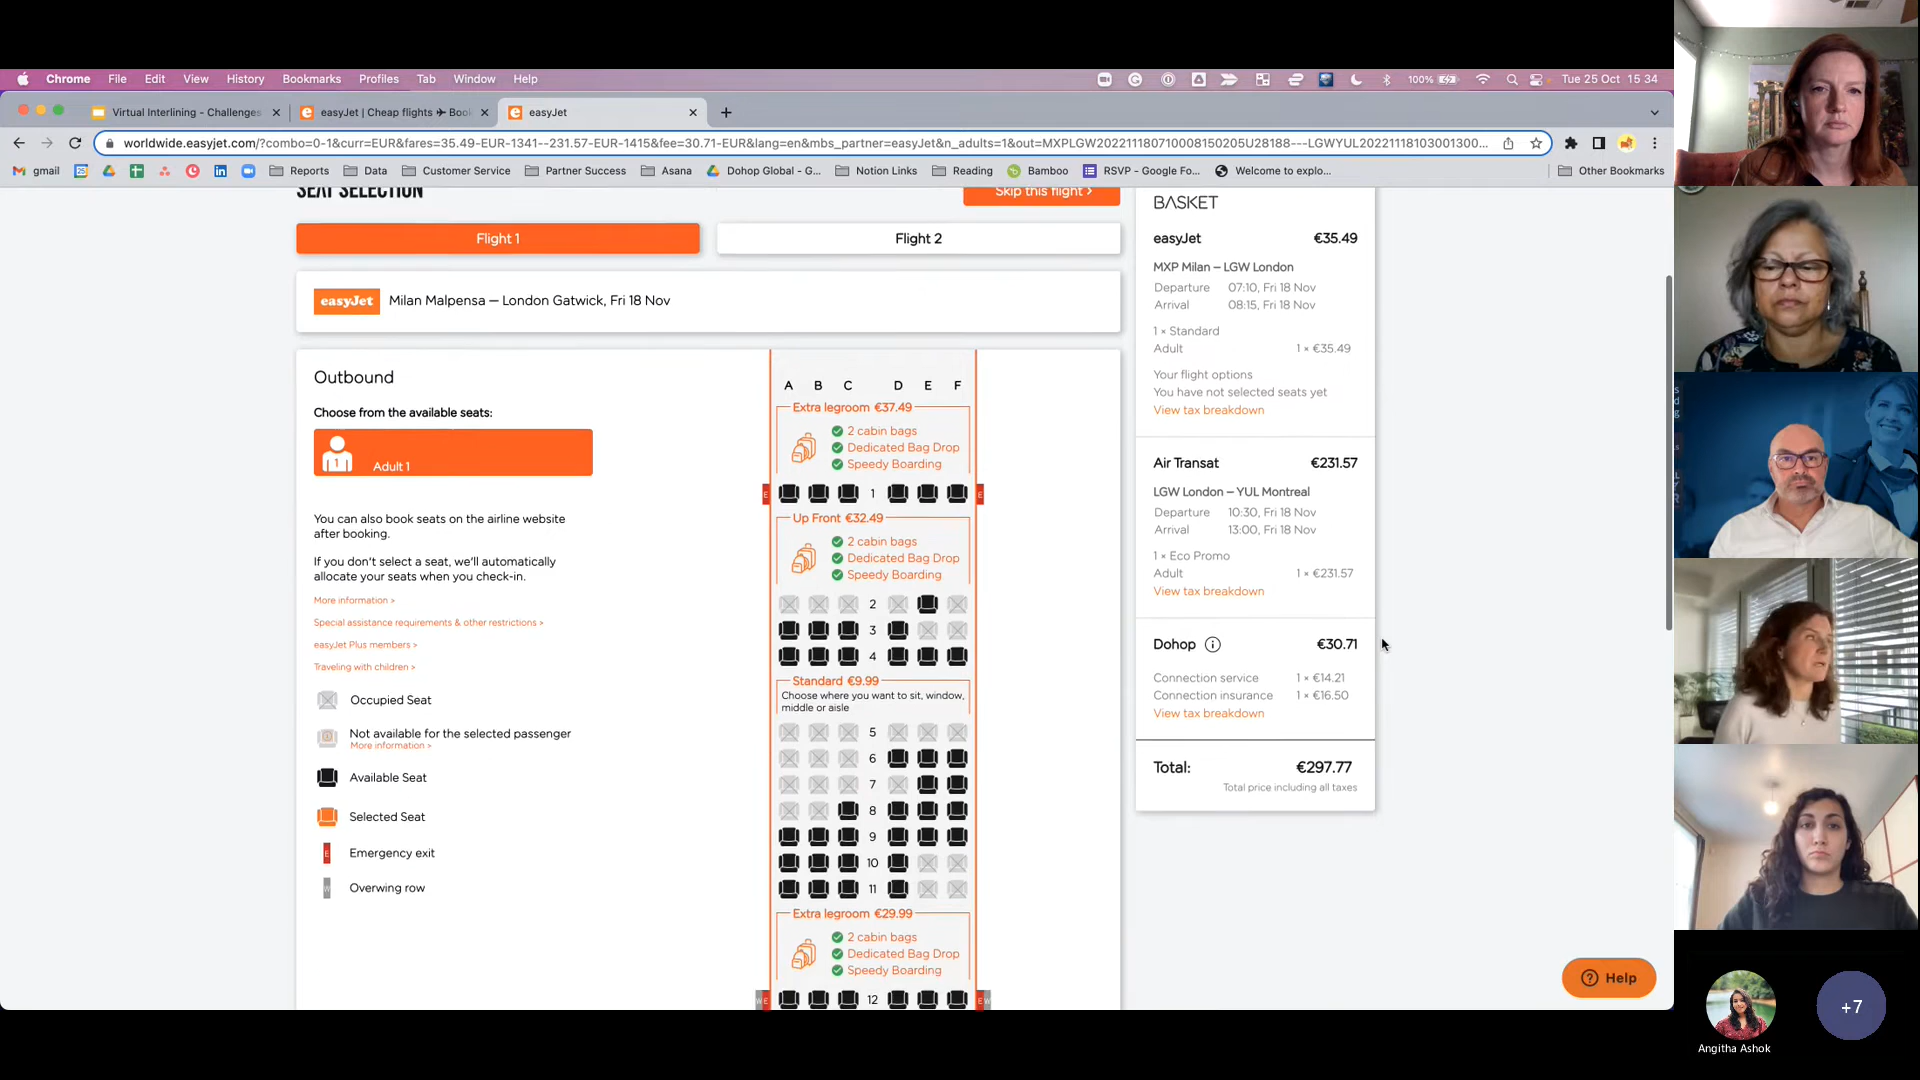 Chrome File Edit View History Bookmarks Profiles Tab Window Help
100% Tue 25 Oct 15 34
Virtual Interlining - Challenges
easyJet | Cheap flights ✈ Boo
easyJet
worldwide.easyjet.com/?combo=0-1&curr=EUR&fares=35.49-EUR-1341--231.57-EUR-1415&fee=30.71-EUR&lang=en&mbs_partner=easyJet&n_adults=1&out=MXPLGW202211180710008150205U28188---LGWYUL202211181030013​00...
gmail Reports Data Customer Service Partner Success Asana Dohop Global - G... Notion Links Reading Bamboo RSVP - Google Fo... Welcome to explo... Other Bookmarks
SEAT SELECTION
Skip this flight >
Flight 1
Flight 2
easyJet Milan Malpensa – London Gatwick, Fri 18 Nov
Outbound
Choose from the available seats:
1 Adult 1
You can also book seats on the airline website
after booking.
If you don't select a seat, we'll automatically
allocate your seats when you check-in.
More information >
Special assistance requirements & other restrictions >
easyJet Plus members >
Traveling with children >
Occupied Seat
Not available for the selected passenger
More information >
Available Seat
Selected Seat
E Emergency exit
W Overwing row
A B C D E F
Extra legroom €37.49
2 cabin bags
Dedicated Bag Drop
Speedy Boarding
E 1 E
Up Front €32.49
2 cabin bags
Dedicated Bag Drop
Speedy Boarding
2
3
4
Standard €9.99
Choose where you want to sit, window,
middle or aisle
5
6
7
8
9
10
11
Extra legroom €29.99
2 cabin bags
Dedicated Bag Drop
Speedy Boarding
W E 12 E W
BASKET
easyJet €35.49
MXP Milan – LGW London
Departure 07:10, Fri 18 Nov
Arrival 08:15, Fri 18 Nov
1 × Standard
Adult 1 × €35.49
Your flight options
You have not selected seats yet
View tax breakdown
Air Transat €231.57
LGW London – YUL Montreal
Departure 10:30, Fri 18 Nov
Arrival 13:00, Fri 18 Nov
1 × Eco Promo
Adult 1 × €231.57
View tax breakdown
Dohop €30.71
Connection service 1 × €14.21
Connection insurance 1 × €16.50
View tax breakdown
Total: €297.77
Total price including all taxes
Help
+7
Angitha Ashok